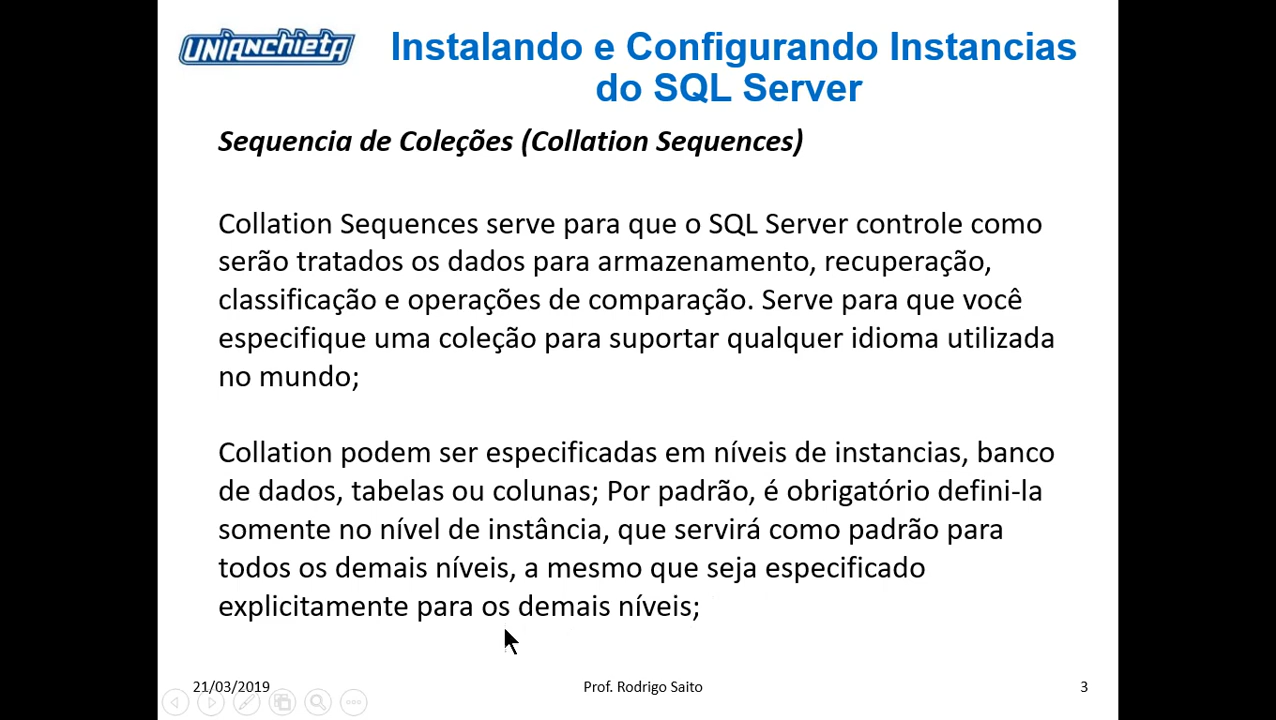 UNIANCHIETA
Instalando e Configurando Instancias
do SQL Server
Sequencia de Coleções (Collation Sequences)
Collation Sequences serve para que o SQL Server controle como
serão tratados os dados para armazenamento, recuperação,
classificação e operações de comparação. Serve para que você
especifique uma coleção para suportar qualquer idioma utilizada
no mundo;
Collation podem ser especificadas em níveis de instancias, banco
de dados, tabelas ou colunas; Por padrão, é obrigatório defini-la
somente no nível de instância, que servirá como padrão para
todos os demais níveis, a mesmo que seja especificado
explicitamente para os demais níveis;
21/03/2019
Prof. Rodrigo Saito
3